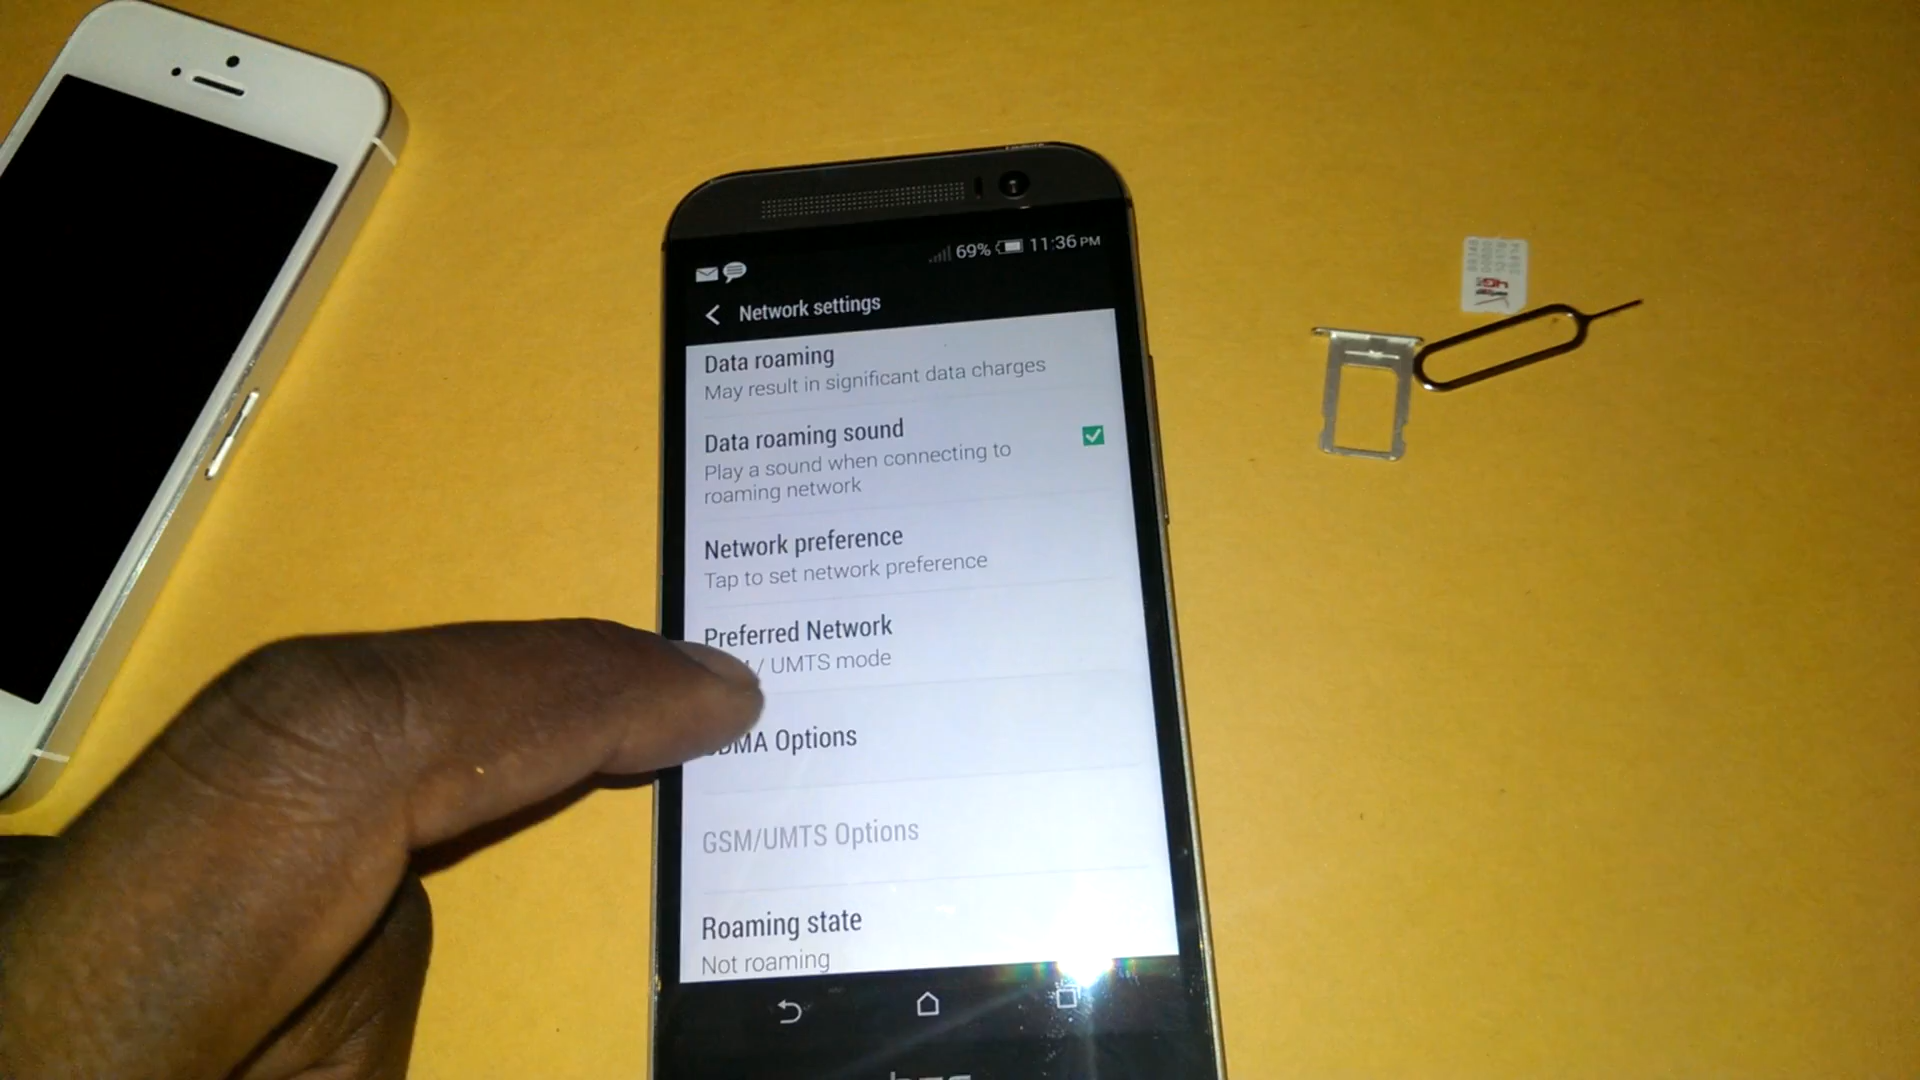 69% 11:36 PM
Network settings
Data roaming
May result in significant data charges
Data roaming sound
Play a sound when connecting to
roaming network
Network preference
Tap to set network preference
Preferred Network
/ UMTS mode
Options
GSM/UMTS Options
Roaming state
Not roaming